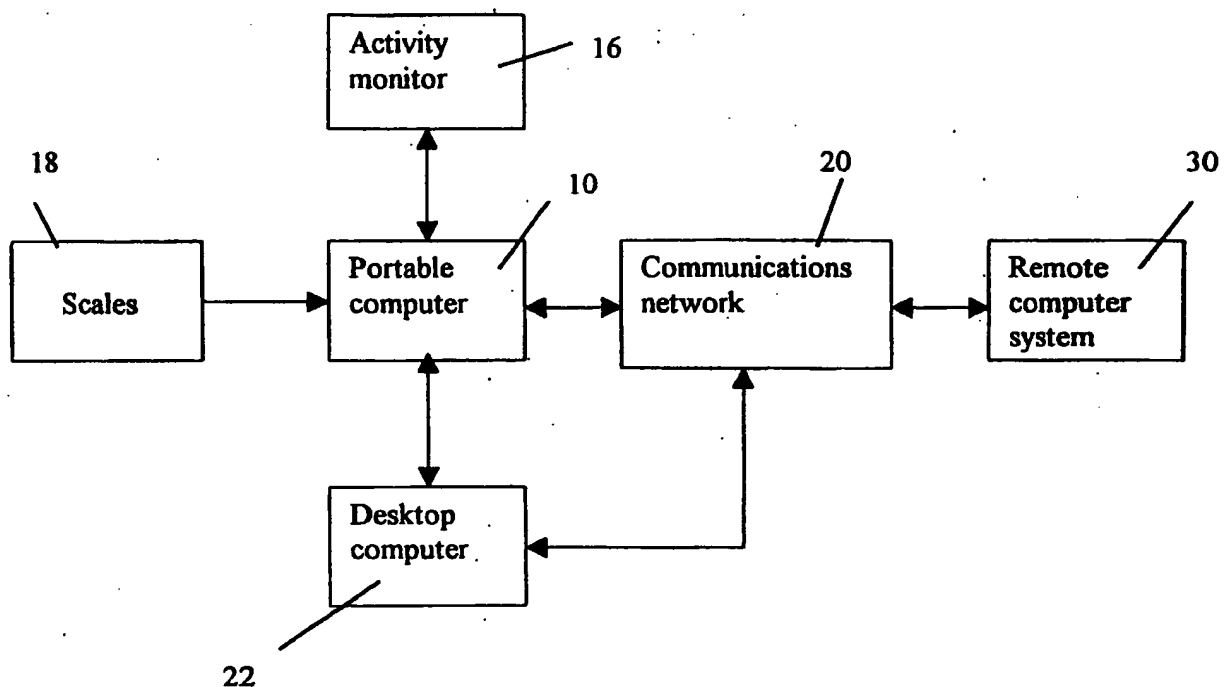 Activity
monitor
16
18
10
20
30
Scales
Portable
computer
Communications
network
Remote
computer
system
Desktop
computer
22